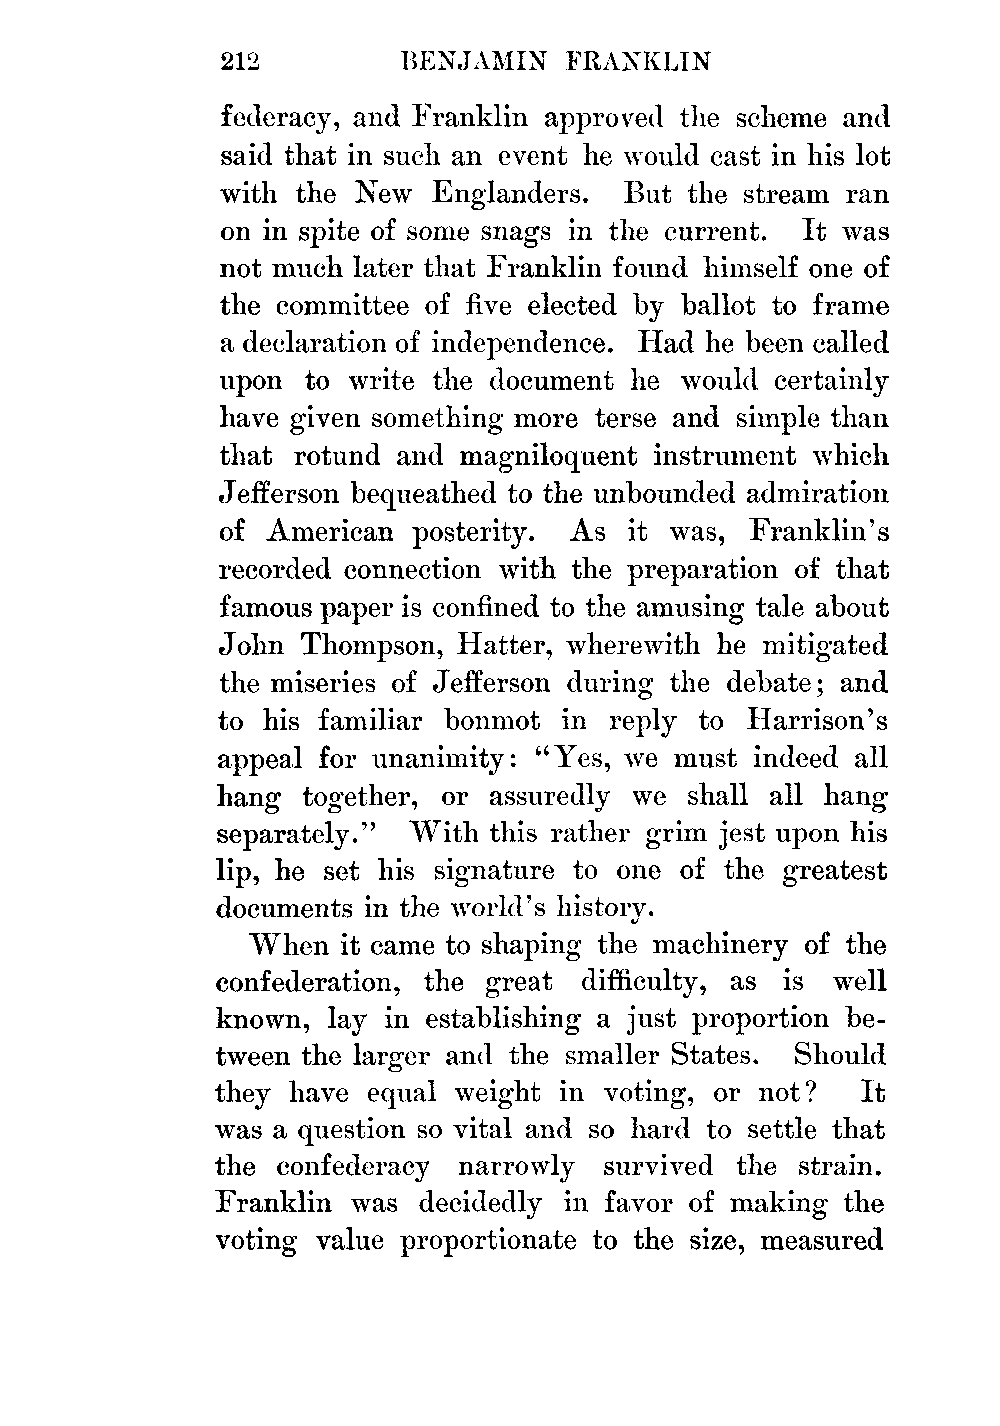 212 BENJAMIN FRANKLIN
federacy, and Franklin approved the scheme and
said that in such an event he would cast in his lot
with the New Englanders. But the stream ran
on in spite of some snags in the current. It was
not much later that Franklin found himself one of
the committee of five elected by ballot to frame
a declaration of independence. Had he been called
upon to write the document he would certainly
have given something more terse and simple than
that rotund and magniloquent instrument which
Jefferson bequeathed to the unbounded admiration
of American posterity. As it was, Franklin's
recorded connection with the preparation of that
famous paper is confined to the amusing tale about
John Thompson, Hatter, wherewith he mitigated
the miseries of Jefferson during the debate; and
to his familiar bonmot in reply to Harrison's
appeal for unanimity: "Yes, we must indeed all
hang together, or assuredly we shall all hang
separately." With this rather grim jest upon his
lip, he set his signature to one of the greatest
documents in the world's history.
When it came to shaping the machinery of the
confederation, the great difficulty, as is well
known, lay in establishing a just proportion be-
tween the larger and the smaller States. Should
they have equal weight in voting, or not? It
was a question so vital and so hard to settle that
the confederacy narrowly survived the strain.
Franklin was decidedly in favor of making the
voting value proportionate to the size, measured